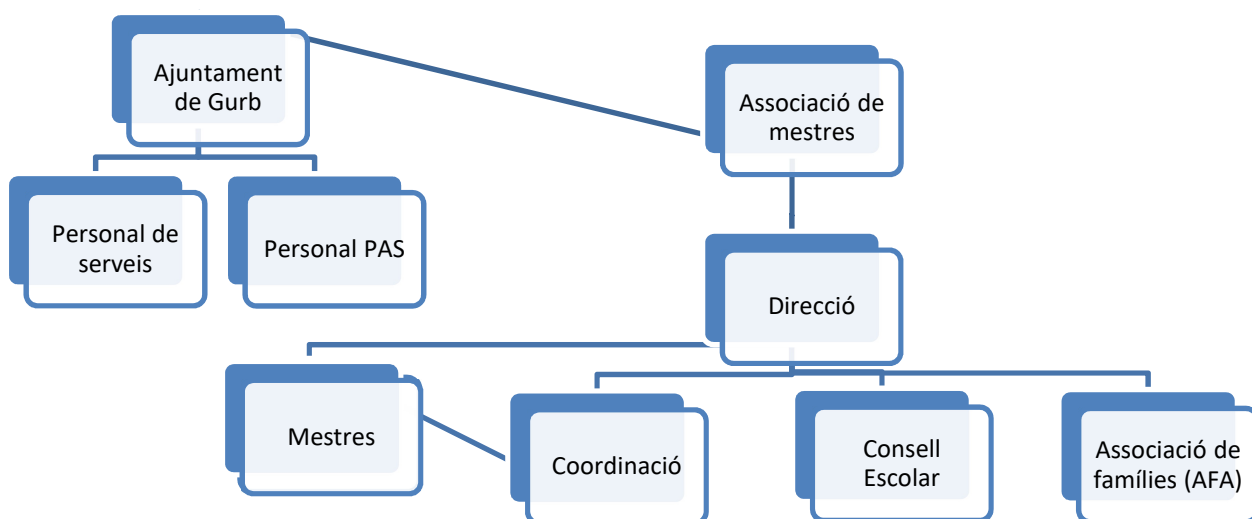 Ajuntament
de Gurb
Associació de
mestres
Personal de
serveis
Personal PAS
Direcció
Mestres
Coordinació
Consell
Escolar
Associació de
famílies (AFA)